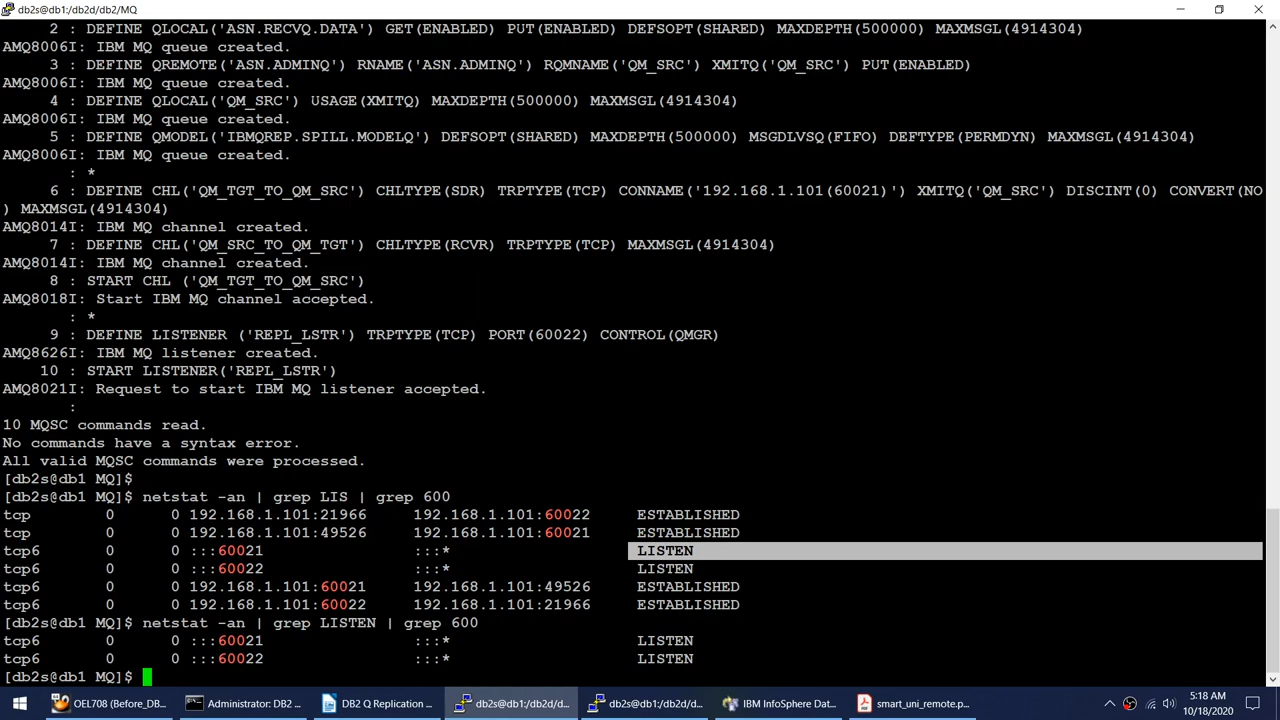 db2s@db1:/db2d/db2/MQ
2 : DEFINE QLOCAL('ASN.RECVQ.DATA') GET(ENABLED) PUT(ENABLED) DEFSOPT(SHARED) MAXDEPTH(500000) MAXMSGL(4914304)
AMQ8006I: IBM MQ queue created.
3 : DEFINE QREMOTE('ASN.ADMINQ') RNAME('ASN.ADMINQ') RQMNAME('QM_SRC') XMITQ('QM_SRC') PUT(ENABLED)
AMQ8006I: IBM MQ queue created.
4 : DEFINE QLOCAL('QM_SRC') USAGE(XMITQ) MAXDEPTH(500000) MAXMSGL(4914304)
AMQ8006I: IBM MQ queue created.
5 : DEFINE QMODEL('IBMQREP.SPILL.MODELQ') DEFSOPT(SHARED) MAXDEPTH(500000) MSGDLVSQ(FIFO) DEFTYPE(PERMDYN) MAXMSGL(4914304)
AMQ8006I: IBM MQ queue created.
: *
6 : DEFINE CHL('QM_TGT_TO_QM_SRC') CHLTYPE(SDR) TRPTYPE(TCP) CONNAME('192.168.1.101(60021)') XMITQ('QM_SRC') DISCINT(0) CONVERT(NO
) MAXMSGL(4914304)
AMQ8014I: IBM MQ channel created.
7 : DEFINE CHL('QM_SRC_TO_QM_TGT') CHLTYPE(RCVR) TRPTYPE(TCP) MAXMSGL(4914304)
AMQ8014I: IBM MQ channel created.
8 : START CHL ('QM_TGT_TO_QM_SRC')
AMQ8018I: Start IBM MQ channel accepted.
: *
9 : DEFINE LISTENER ('REPL_LSTR') TRPTYPE(TCP) PORT(60022) CONTROL(QMGR)
AMQ8626I: IBM MQ listener created.
10 : START LISTENER('REPL_LSTR')
AMQ8021I: Request to start IBM MQ listener accepted.
:
10 MQSC commands read.
No commands have a syntax error.
All valid MQSC commands were processed.
[db2s@db1 MQ]$
[db2s@db1 MQ]$ netstat -an | grep LIS | grep 600
tcp 0 0 192.168.1.101:21966 192.168.1.101:60022 ESTABLISHED
tcp 0 0 192.168.1.101:49526 192.168.1.101:60021 ESTABLISHED
tcp6 0 0 :::60021 :::* LISTEN
tcp6 0 0 :::60022 :::* LISTEN
tcp6 0 0 192.168.1.101:60021 192.168.1.101:49526 ESTABLISHED
tcp6 0 0 192.168.1.101:60022 192.168.1.101:21966 ESTABLISHED
[db2s@db1 MQ]$ netstat -an | grep LISTEN | grep 600
tcp6 0 0 :::60021 :::* LISTEN
tcp6 0 0 :::60022 :::* LISTEN
[db2s@db1 MQ]$
OEL708 (Before_DB... Administrator: DB2 ... DB2 Q Replication ... db2s@db1:/db2d/d... db2s@db1:/db2d/d... IBM InfoSphere Dat... smart_uni_remote.p...
5:18 AM
10/18/2020